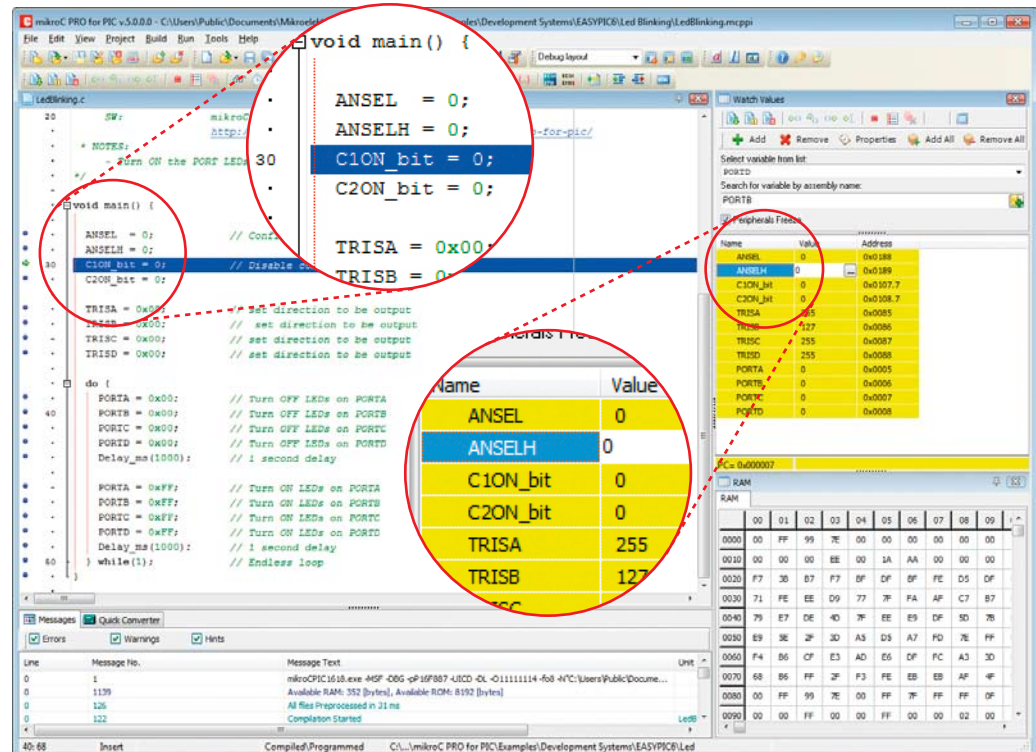 mikroC PRO for PIC v.5.0.0.0 - C:\Users\Public\Documents\Mikroele
mples\Development Systems\EASYPIC6\Led Blinking\LedBlinking.mcppi
File Edit View Project Build Run Tools Help
Debug layout
LedBlinking.c
20 SW: mikroC
http:/
-for-pic/
* NOTES:
- Turn ON the PORT LEDs
*/
void main() {
ANSEL = 0; // Confi
ANSELH = 0;
30 C1ON_bit = 0; // Disable co
C2ON_bit = 0;
TRISA = 0x00; // set direction to be output
TRISB = 0x00; // set direction to be output
TRISC = 0x00; // set direction to be output
TRISD = 0x00; // set direction to be output
do {
PORTA = 0x00; // Turn OFF LEDs on PORTA
40 PORTB = 0x00; // Turn OFF LEDs on PORTB
PORTC = 0x00; // Turn OFF LEDs on PORTC
PORTD = 0x00; // Turn OFF LEDs on PORTD
Delay_ms(1000); // 1 second delay
PORTA = 0xFF; // Turn ON LEDs on PORTA
PORTB = 0xFF; // Turn ON LEDs on PORTB
PORTC = 0xFF; // Turn ON LEDs on PORTC
PORTD = 0xFF; // Turn ON LEDs on PORTD
Delay_ms(1000); // 1 second delay
50 } while(1); // Endless loop
}
void main() {
ANSEL = 0;
ANSELH = 0;
30 C1ON_bit = 0;
C2ON_bit = 0;
TRISA = 0x00;
TRISB = 0x
Name Value
ANSEL 0
ANSELH 0
C1ON_bit 0
C2ON_bit 0
TRISA 255
TRISB 127
Watch Values
Add Remove Properties Add All Remove All
Select variable from list:
PORTD
Search for variable by assembly name:
PORTB
Peripherals Freeze
Name Value Address
ANSEL 0 0x0188
ANSELH 0 ... 0x0189
C1ON_bit 0 0x0107.7
C2ON_bit 0 0x0108.7
TRISA 255 0x0085
TRISB 127 0x0086
TRISC 255 0x0087
TRISD 255 0x0088
PORTA 0 0x0005
PORTB 0 0x0006
PORTC 0 0x0007
PORTD 0 0x0008
PC= 0x000007
RAM
RAM
00 01 02 03 04 05 06 07 08 09
0000 00 FF 99 7E 00 00 00 00 00 00
0010 00 00 00 EE 00 1A AA 00 00 00
0020 F7 3B B7 F7 BF DF BF FE D5 DF
0030 71 FE EE D9 77 7F FA AF C7 B7
0040 79 E7 DE 4D 7F EE E9 DF 5D 7B
0050 E9 5E 2F 3D A5 D5 A7 FD 7E FF
0060 F4 B6 CF E3 AD E6 DF FC A3 3D
0070 68 B6 FF 2F F3 FE EB EB AF 4F
0080 00 FF 99 7E 00 FF 7F FF FF 0F
0090 00 00 FF 00 00 FF 00 00 02 00
Messages Quick Converter
Errors Warnings Hints
Line Message No. Message Text Unit
0 1 mikroCPIC1618.exe -MSF -DBG -pP16F887 -UICD -DL -O11111114 -fo8 -N"C:\Users\Public\Docume...
0 1139 Available RAM: 352 [bytes], Available ROM: 8192 [bytes]
0 126 All files Preprocessed in 31 ms
0 122 Compilation Started LedB
40: 68 Insert Compiled\Programmed C:\...\mikroC PRO for PIC\Examples\Development Systems\EASYPIC6\Led